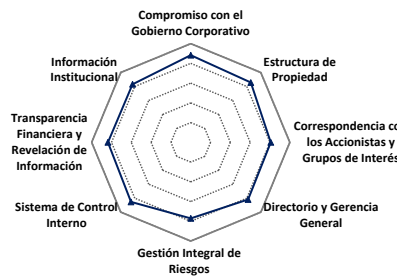 Compromiso con el
Gobierno Corporativo
Estructura de
Propiedad
Correspondencia co
los Accionistas y
Grupos de Interés
Directorio y Gerencia
General
Gestión Integral de
Riesgos
Sistema de Control
Interno
Transparencia
Financiera y
Revelación de
Información
Información
Institucional